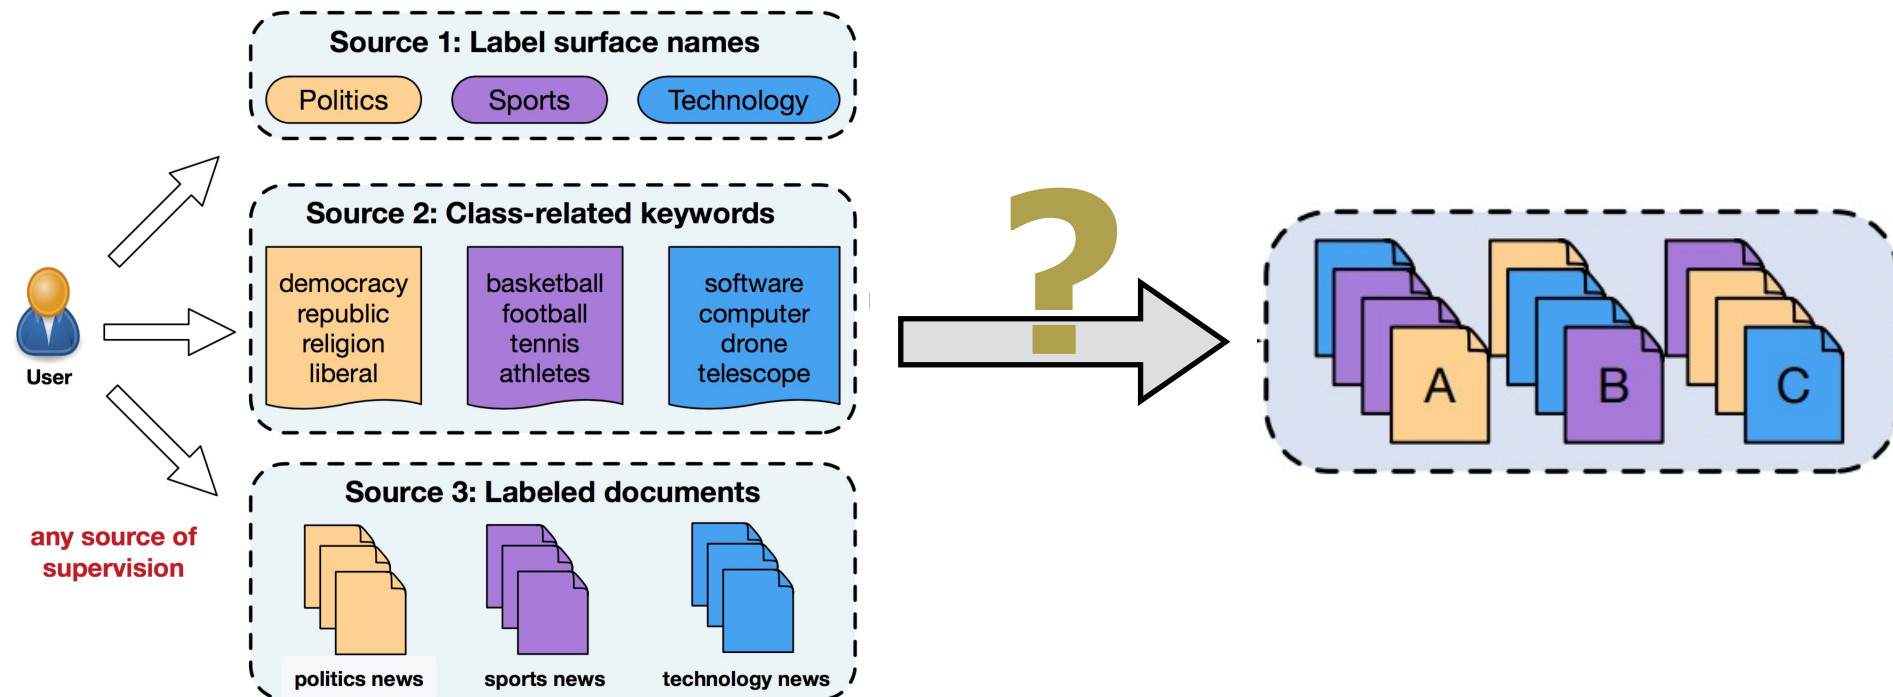 Source 1: Label surface names
Politics
Sports
Technology
Source 2: Class-related keywords
democracy
republic
religion
liberal
basketball
football
tennis
athletes
software
computer
drone
telescope
User
any source of
supervision
Source 3: Labeled documents
politics news
sports news
technology news
?
A
B
C